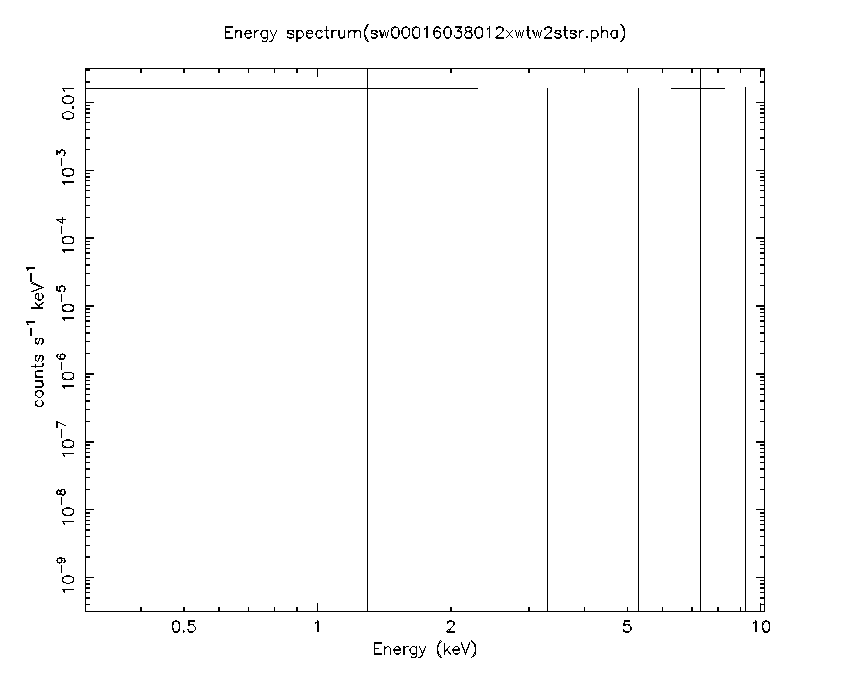 Energy spectrum(sw00016038012xwtw2stsr.pha)
counts s⁻¹ keV⁻¹
0.01
10⁻³
10⁻⁴
10⁻⁵
10⁻⁶
10⁻⁷
10⁻⁸
10⁻⁹
0.5 1 2 5 10
Energy (keV)